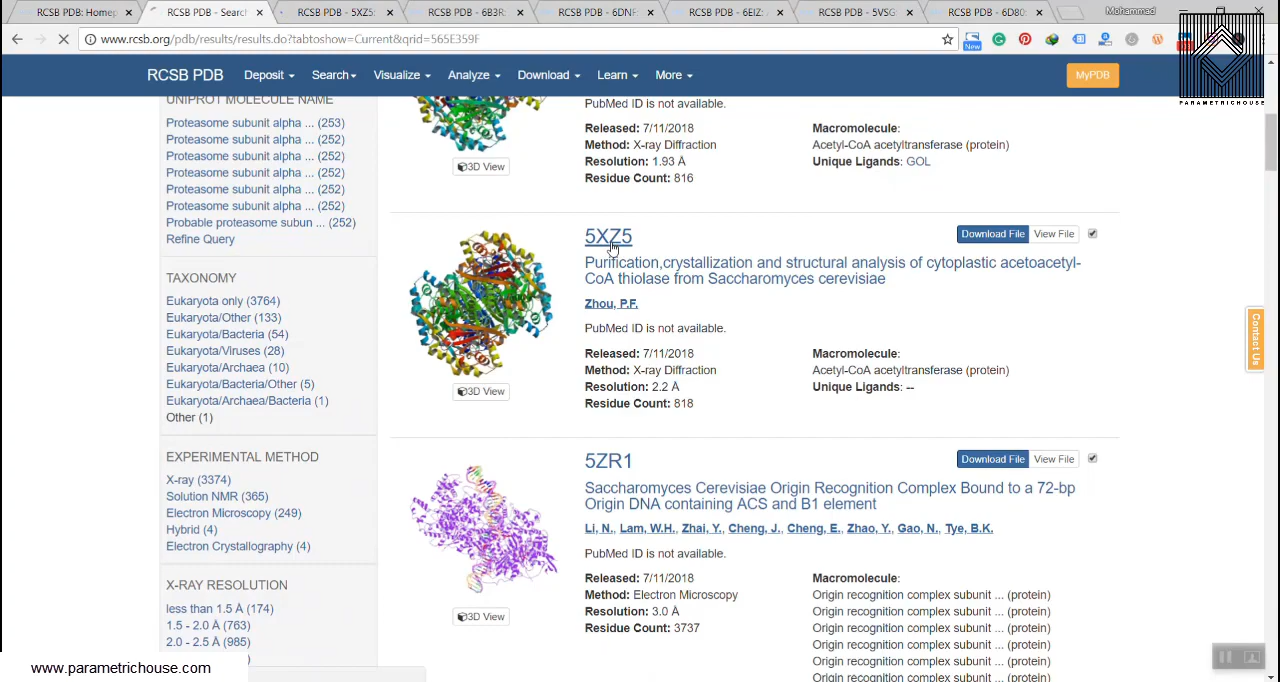 RCSB PDB: Homep
RCSB PDB - Search
RCSB PDB - 5XZ5:
RCSB PDB - 6B3R:
RCSB PDB - 6DNF:
RCSB PDB - 6EIZ: A
RCSB PDB - 5VSG:
RCSB PDB - 6D80:
Mohammad
www.rcsb.org/pdb/results/results.do?tabtoshow=Current&qrid=565E359F
New
PARAMETRICHOUSE
RCSB PDB
Deposit
Search
Visualize
Analyze
Download
Learn
More
MyPDB
UNIPROT MOLECULE NAME
Proteasome subunit alpha ... (253)
Proteasome subunit alpha ... (252)
Proteasome subunit alpha ... (252)
Proteasome subunit alpha ... (252)
Proteasome subunit alpha ... (252)
Proteasome subunit alpha ... (252)
Probable proteasome subun ... (252)
Refine Query
TAXONOMY
Eukaryota only (3764)
Eukaryota/Other (133)
Eukaryota/Bacteria (54)
Eukaryota/Viruses (28)
Eukaryota/Archaea (10)
Eukaryota/Bacteria/Other (5)
Eukaryota/Archaea/Bacteria (1)
Other (1)
EXPERIMENTAL METHOD
X-ray (3374)
Solution NMR (365)
Electron Microscopy (249)
Hybrid (4)
Electron Crystallography (4)
X-RAY RESOLUTION
less than 1.5 Å (174)
1.5 - 2.0 Å (763)
2.0 - 2.5 Å (985)
www.parametrichouse.com
3D View
PubMed ID is not available.
Released: 7/11/2018
Method: X-ray Diffraction
Resolution: 1.93 Å
Residue Count: 816
Macromolecule:
Acetyl-CoA acetyltransferase (protein)
Unique Ligands: GOL
5XZ5
Download File
View File
Purification,crystallization and structural analysis of cytoplastic acetoacetyl-
CoA thiolase from Saccharomyces cerevisiae
Zhou, P.F.
PubMed ID is not available.
Released: 7/11/2018
Method: X-ray Diffraction
Resolution: 2.2 Å
Residue Count: 818
Macromolecule:
Acetyl-CoA acetyltransferase (protein)
Unique Ligands: --
3D View
Contact Us
5ZR1
Download File
View File
Saccharomyces Cerevisiae Origin Recognition Complex Bound to a 72-bp
Origin DNA containing ACS and B1 element
Li, N., Lam, W.H., Zhai, Y., Cheng, J., Cheng, E., Zhao, Y., Gao, N., Tye, B.K.
PubMed ID is not available.
Released: 7/11/2018
Method: Electron Microscopy
Resolution: 3.0 Å
Residue Count: 3737
Macromolecule:
Origin recognition complex subunit ... (protein)
Origin recognition complex subunit ... (protein)
Origin recognition complex subunit ... (protein)
Origin recognition complex subunit ... (protein)
Origin recognition complex subunit ... (protein)
Origin recognition complex subunit ... (protein)
3D View